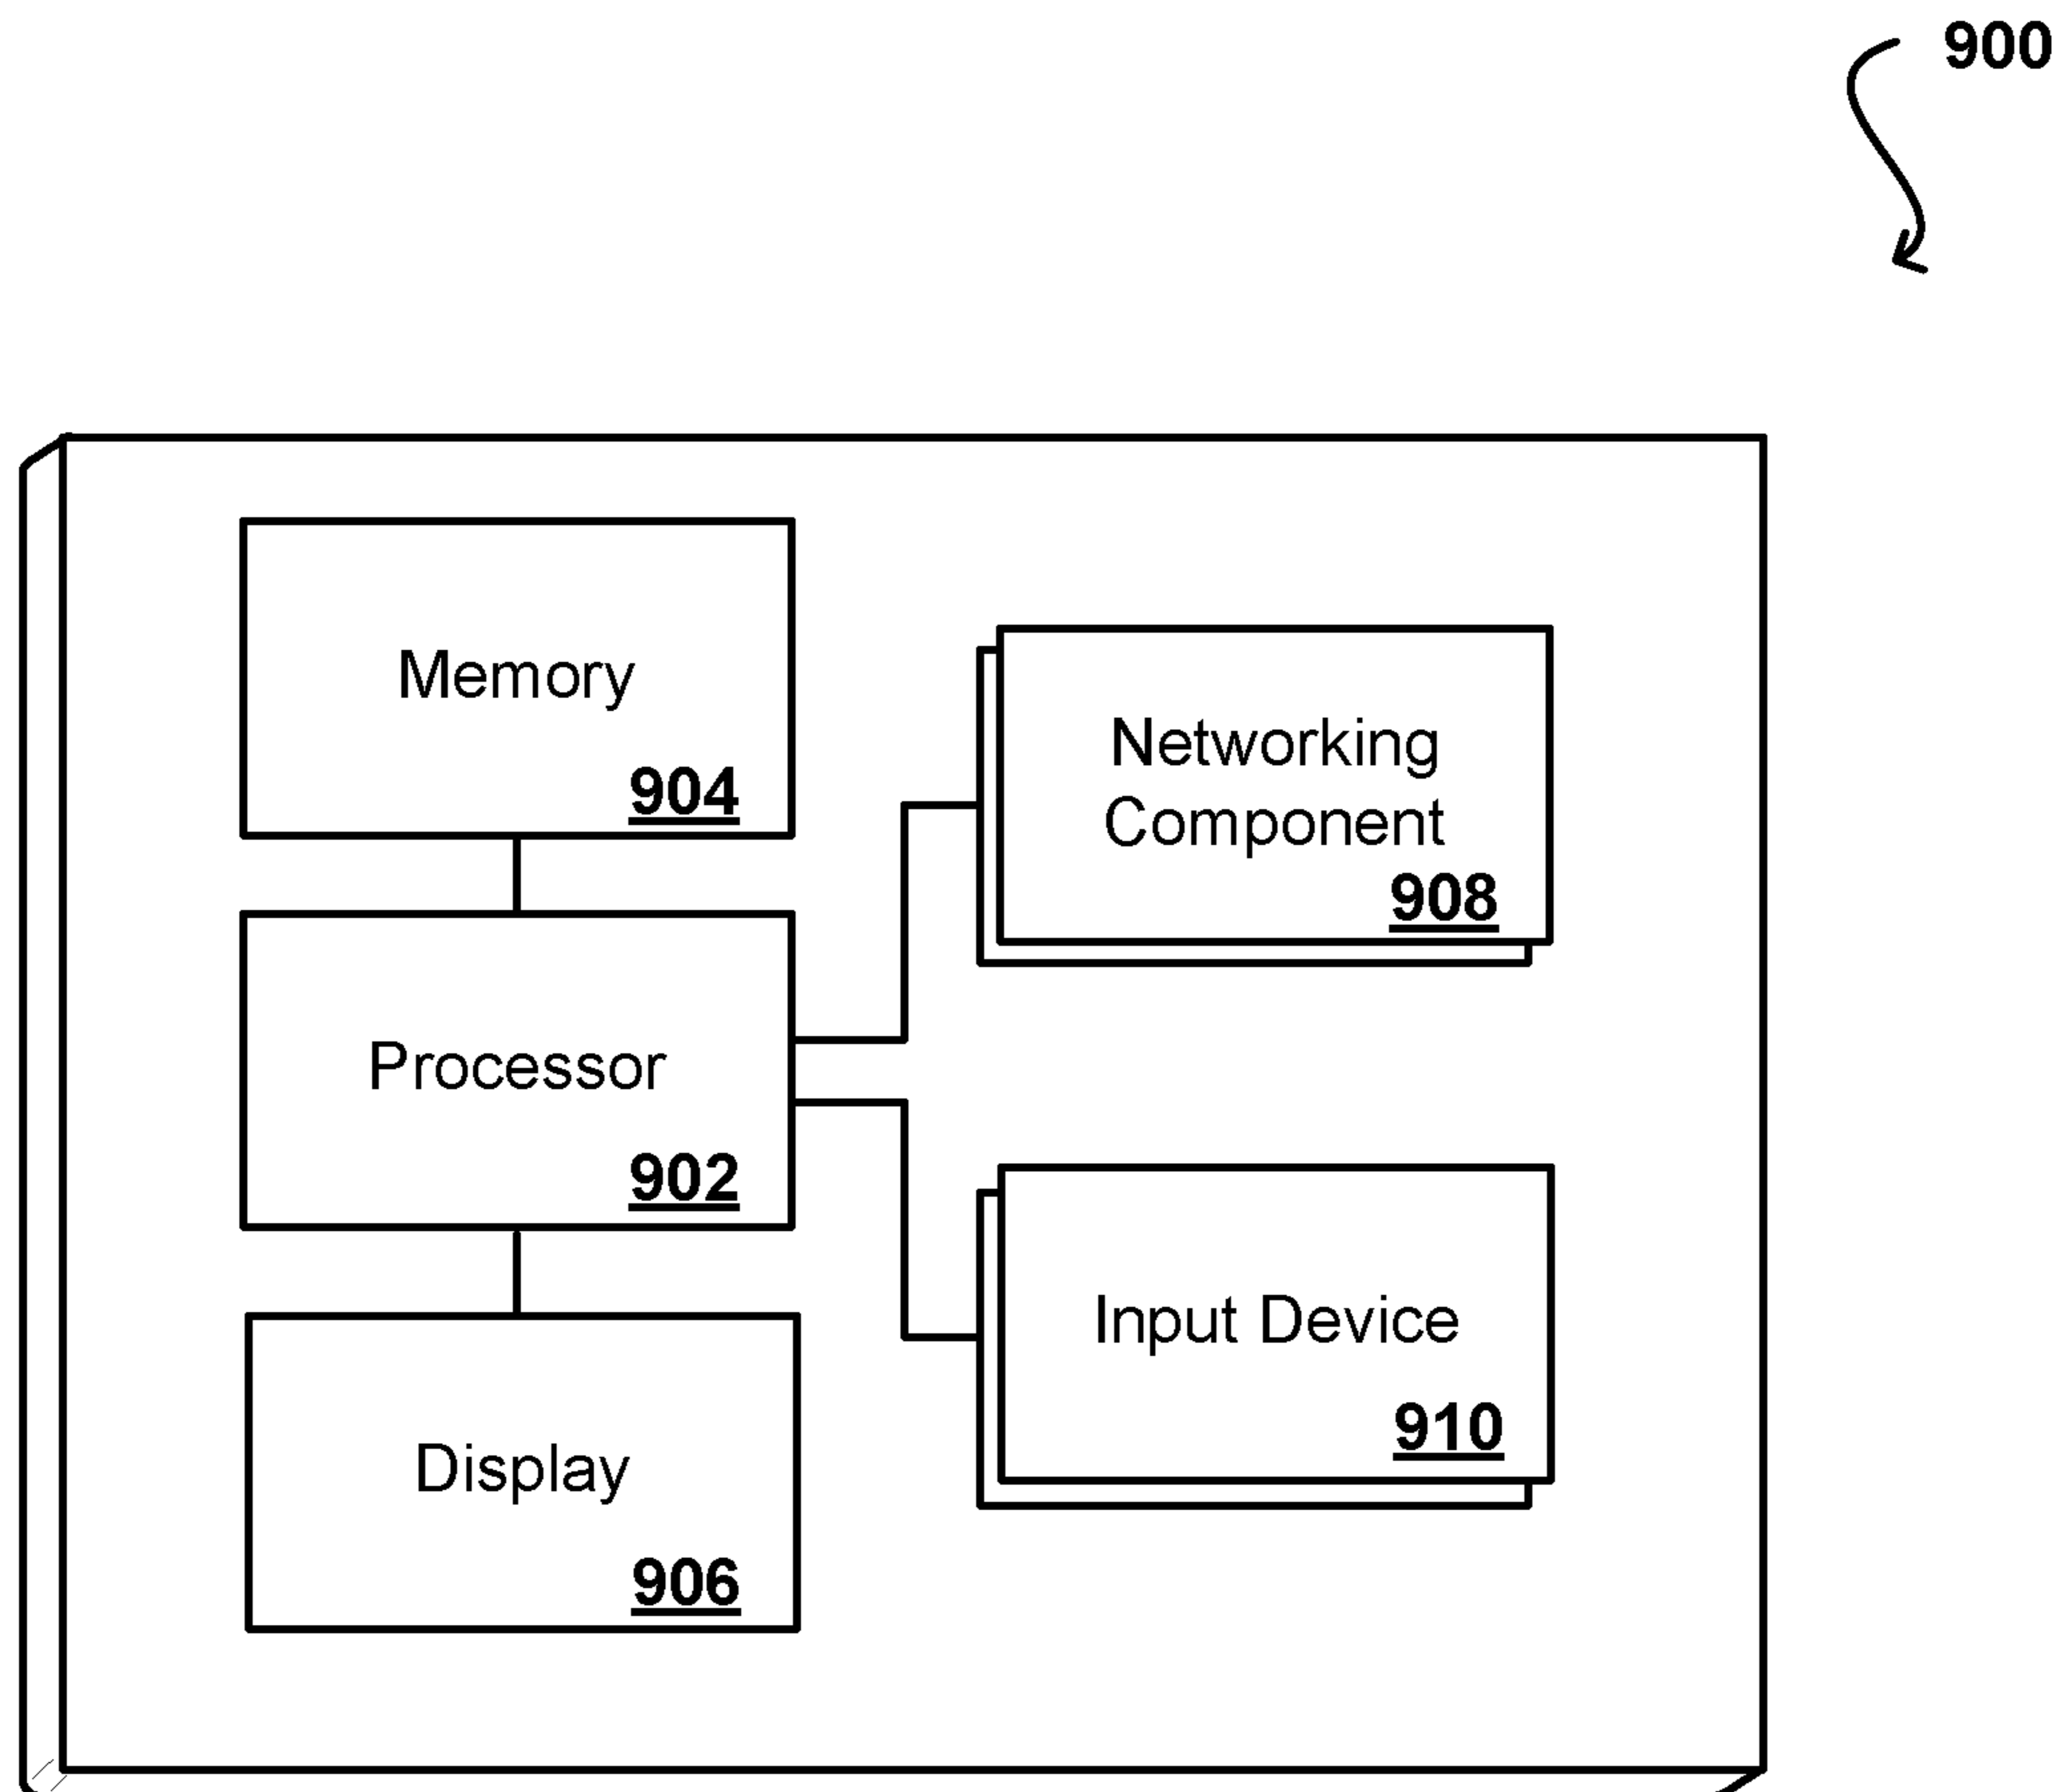 900
Memory
904
Networking
Component
908
Processor
902
Input Device
910
Display
906